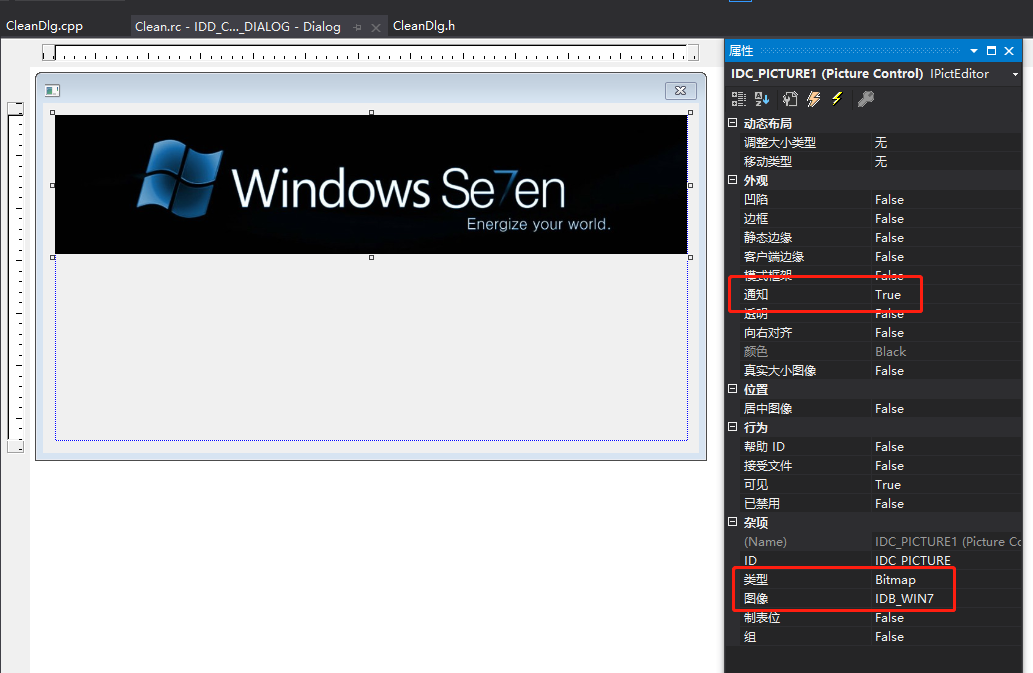 CleanDlg.cpp
Clean.rc - IDD_C..._DIALOG - Dialog
CleanDlg.h
Windows Se7en
Energize your world.
属性
IDC_PICTURE1 (Picture Control) IPictEditor
动态布局
调整大小类型 无
移动类型 无
外观
凹陷 False
边框 False
静态边缘 False
客户端边缘 False
模式框架 False
通知 True
透明 False
向右对齐 False
颜色 Black
真实大小图像 False
位置
居中图像 False
行为
帮助 ID False
接受文件 False
可见 True
已禁用 False
杂项
(Name) IDC_PICTURE1 (Picture Co
ID IDC_PICTURE
类型 Bitmap
图像 IDB_WIN7
制表位 False
组 False